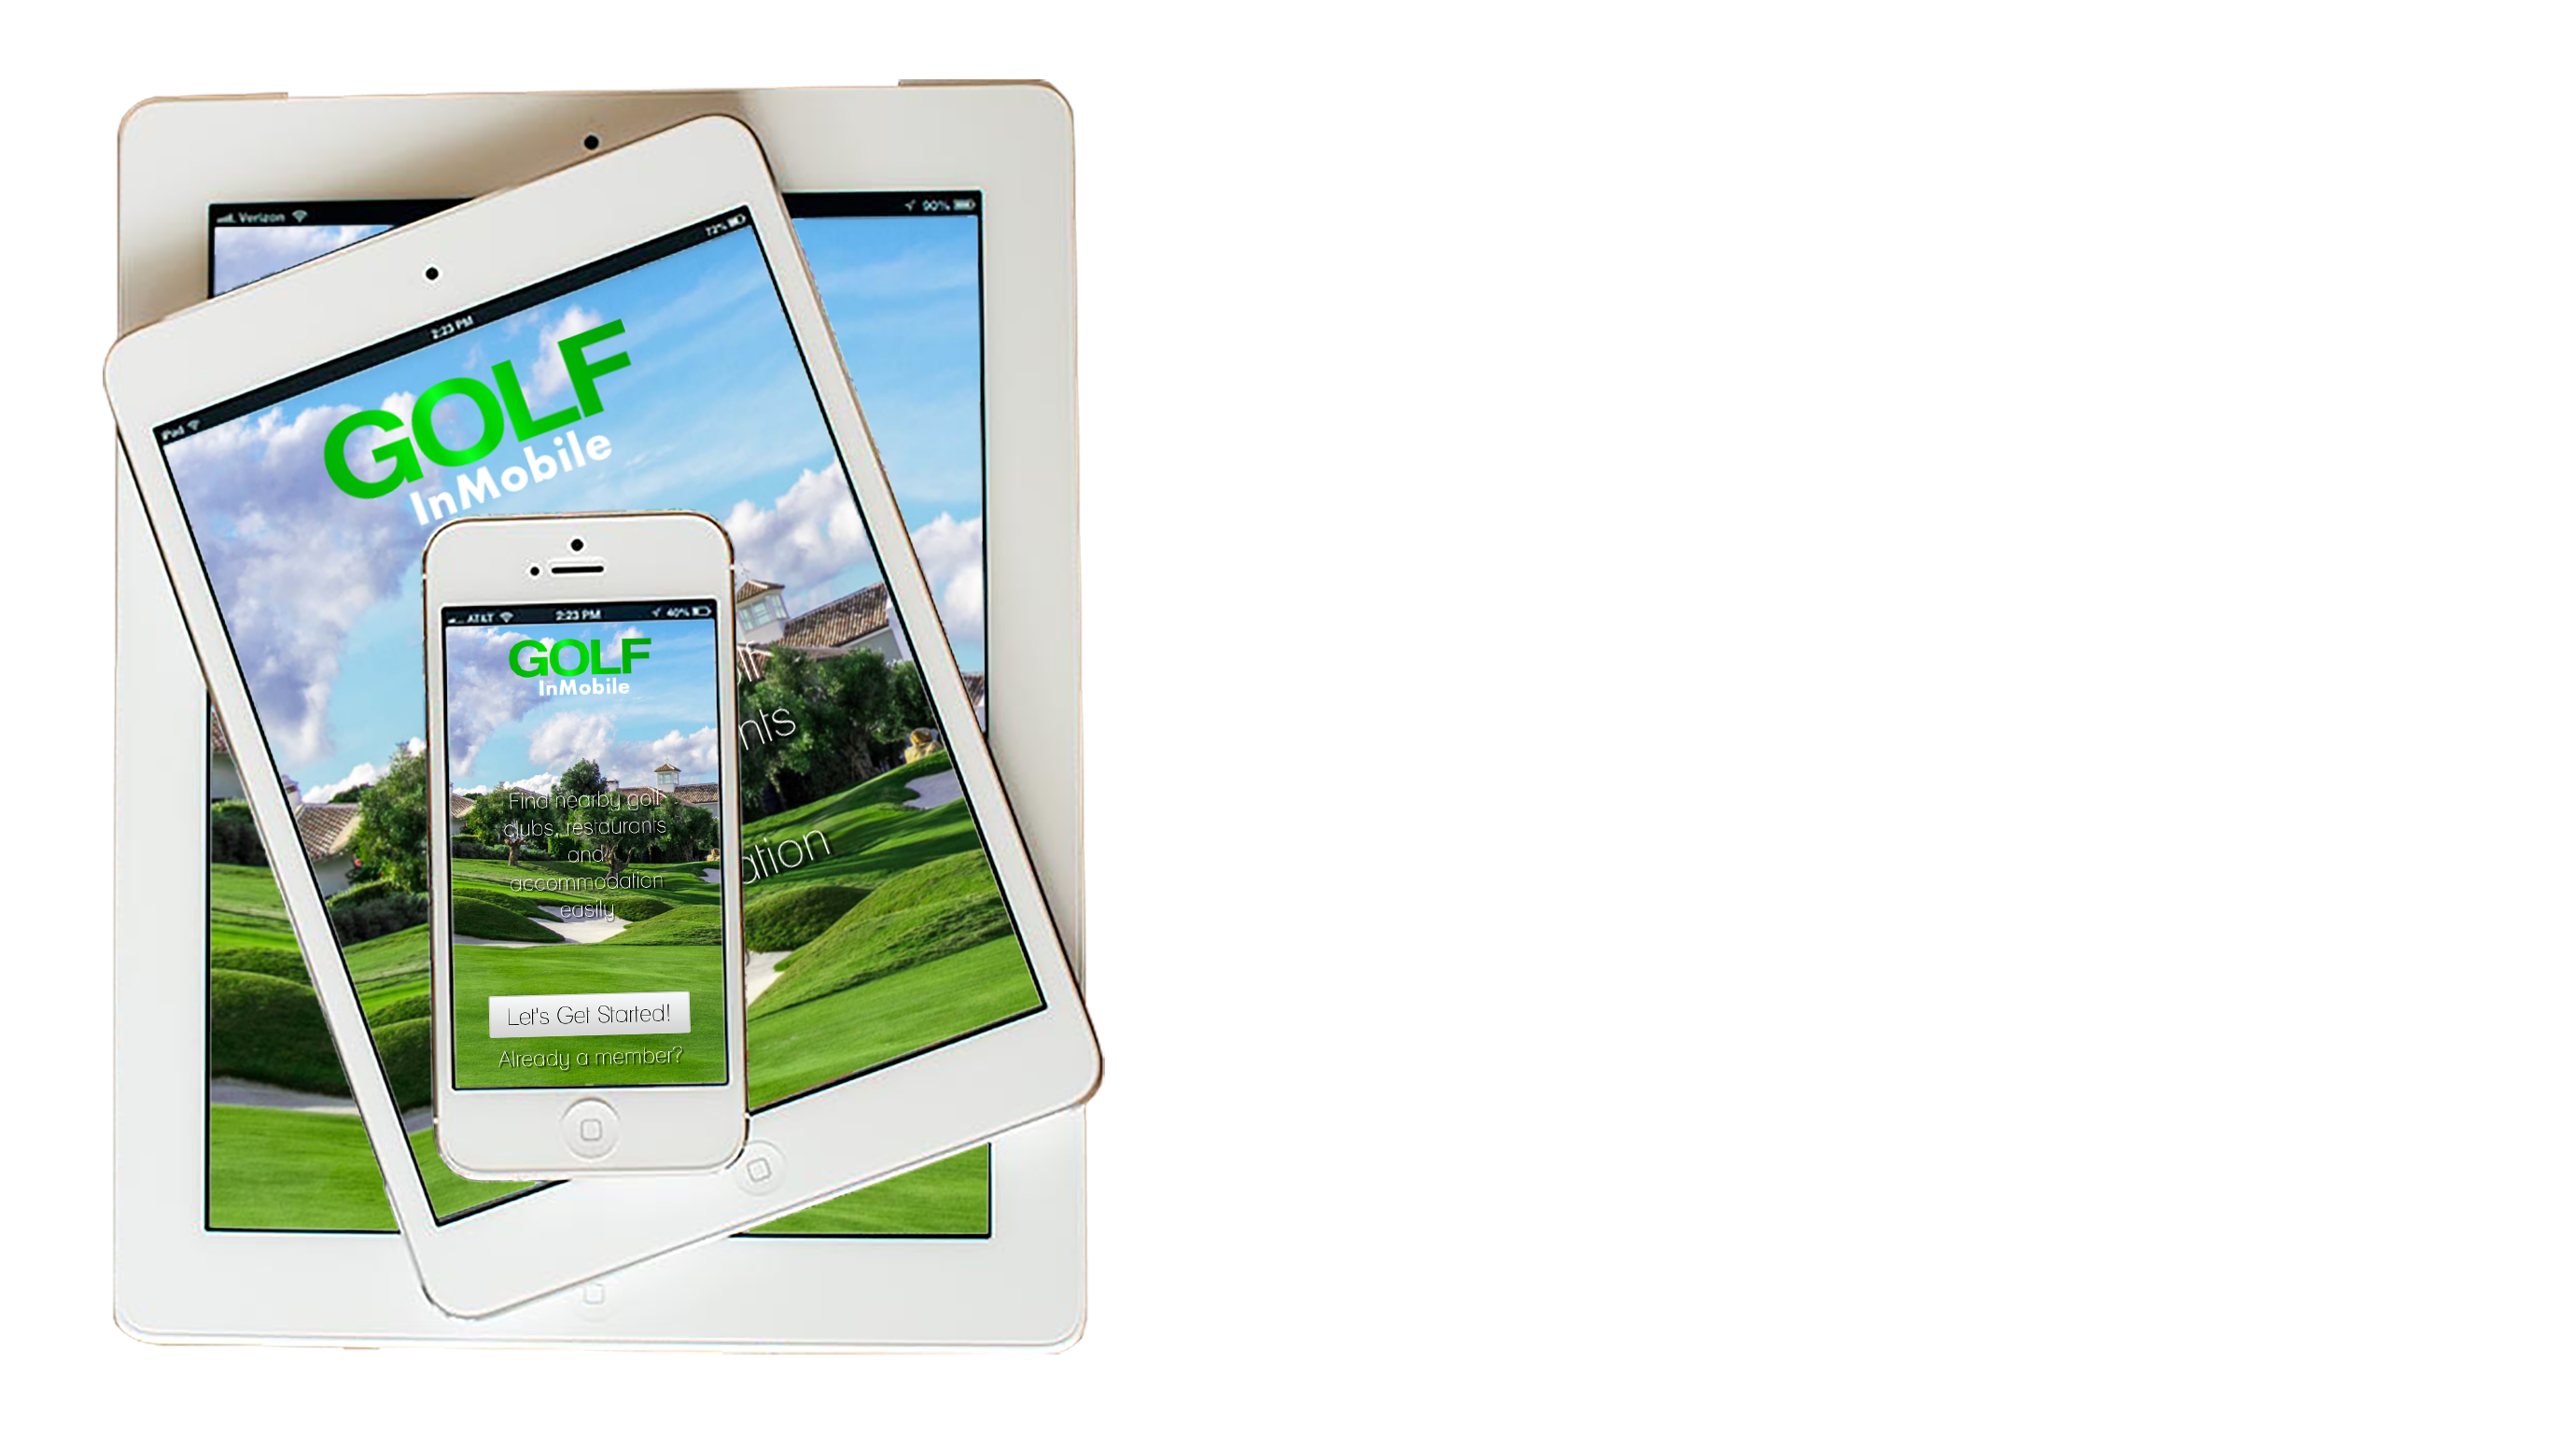 Verizon
90%
72%
2:23 PM
iPad
GOLF
InMobile
nts
ation
AT&T 2:23 PM 40%
GOLF
InMobile
Find nearby golf
clubs, restaurants
and
accommodation
easily
Let's Get Started!
Already a member?